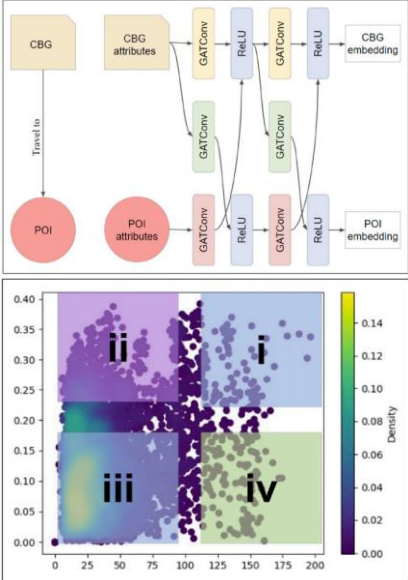 CBG
CBG
attributes
GATConv
ReLU
GATConv
ReLU
CBG
embedding
Travel to
GATConv
GATConv
POI
POI
attributes
GATConv
ReLU
GATConv
ReLU
POI
embedding
0.40
0.35
0.30
0.25
0.20
0.15
0.10
0.05
0.00
ii
i
iii
iv
0
25
50
75
100
125
150
175
200
0.14
0.12
0.10
0.08
0.06
0.04
0.02
0.00
Density